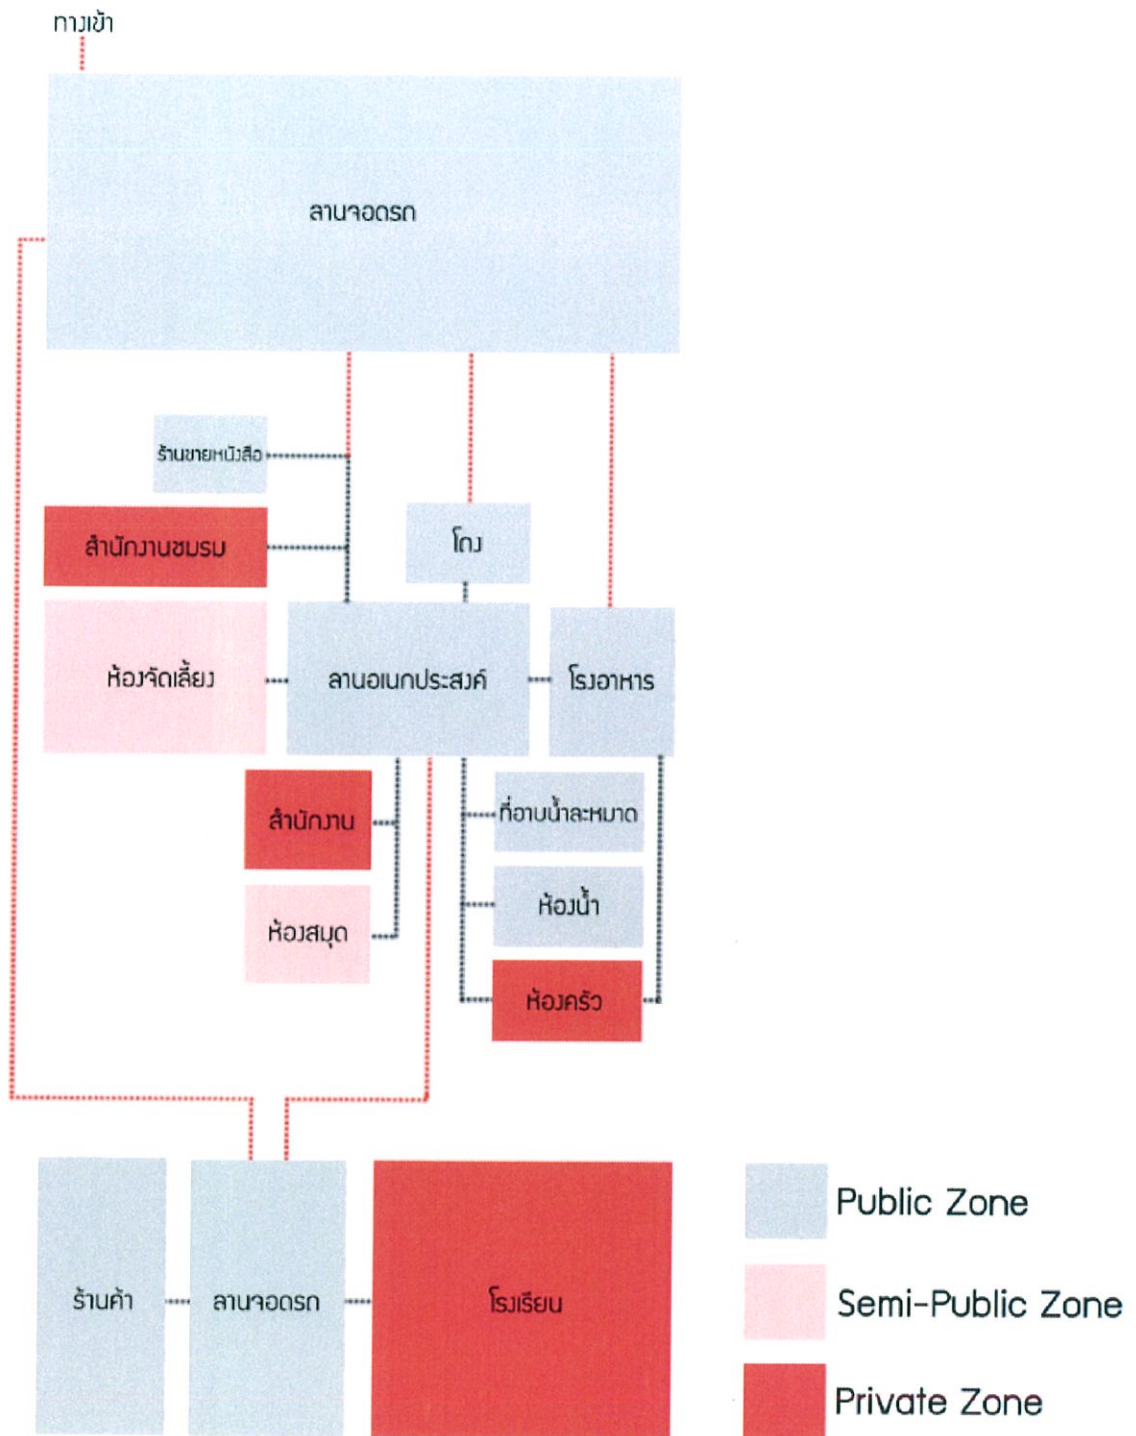 ทางเข้า
ลานจอดรถ
ร้านขายหนังสือ
สำนักงานชมรม
โถง
ห้องจัดเลี้ยง
ลานอเนกประสงค์
โรงอาหาร
สำนักงาน
ที่อาบน้ำละหมาด
ห้องสมุด
ห้องน้ำ
ห้องครัว
ร้านค้า
ลานจอดรถ
โรงเรียน
Public Zone
Semi-Public Zone
Private Zone